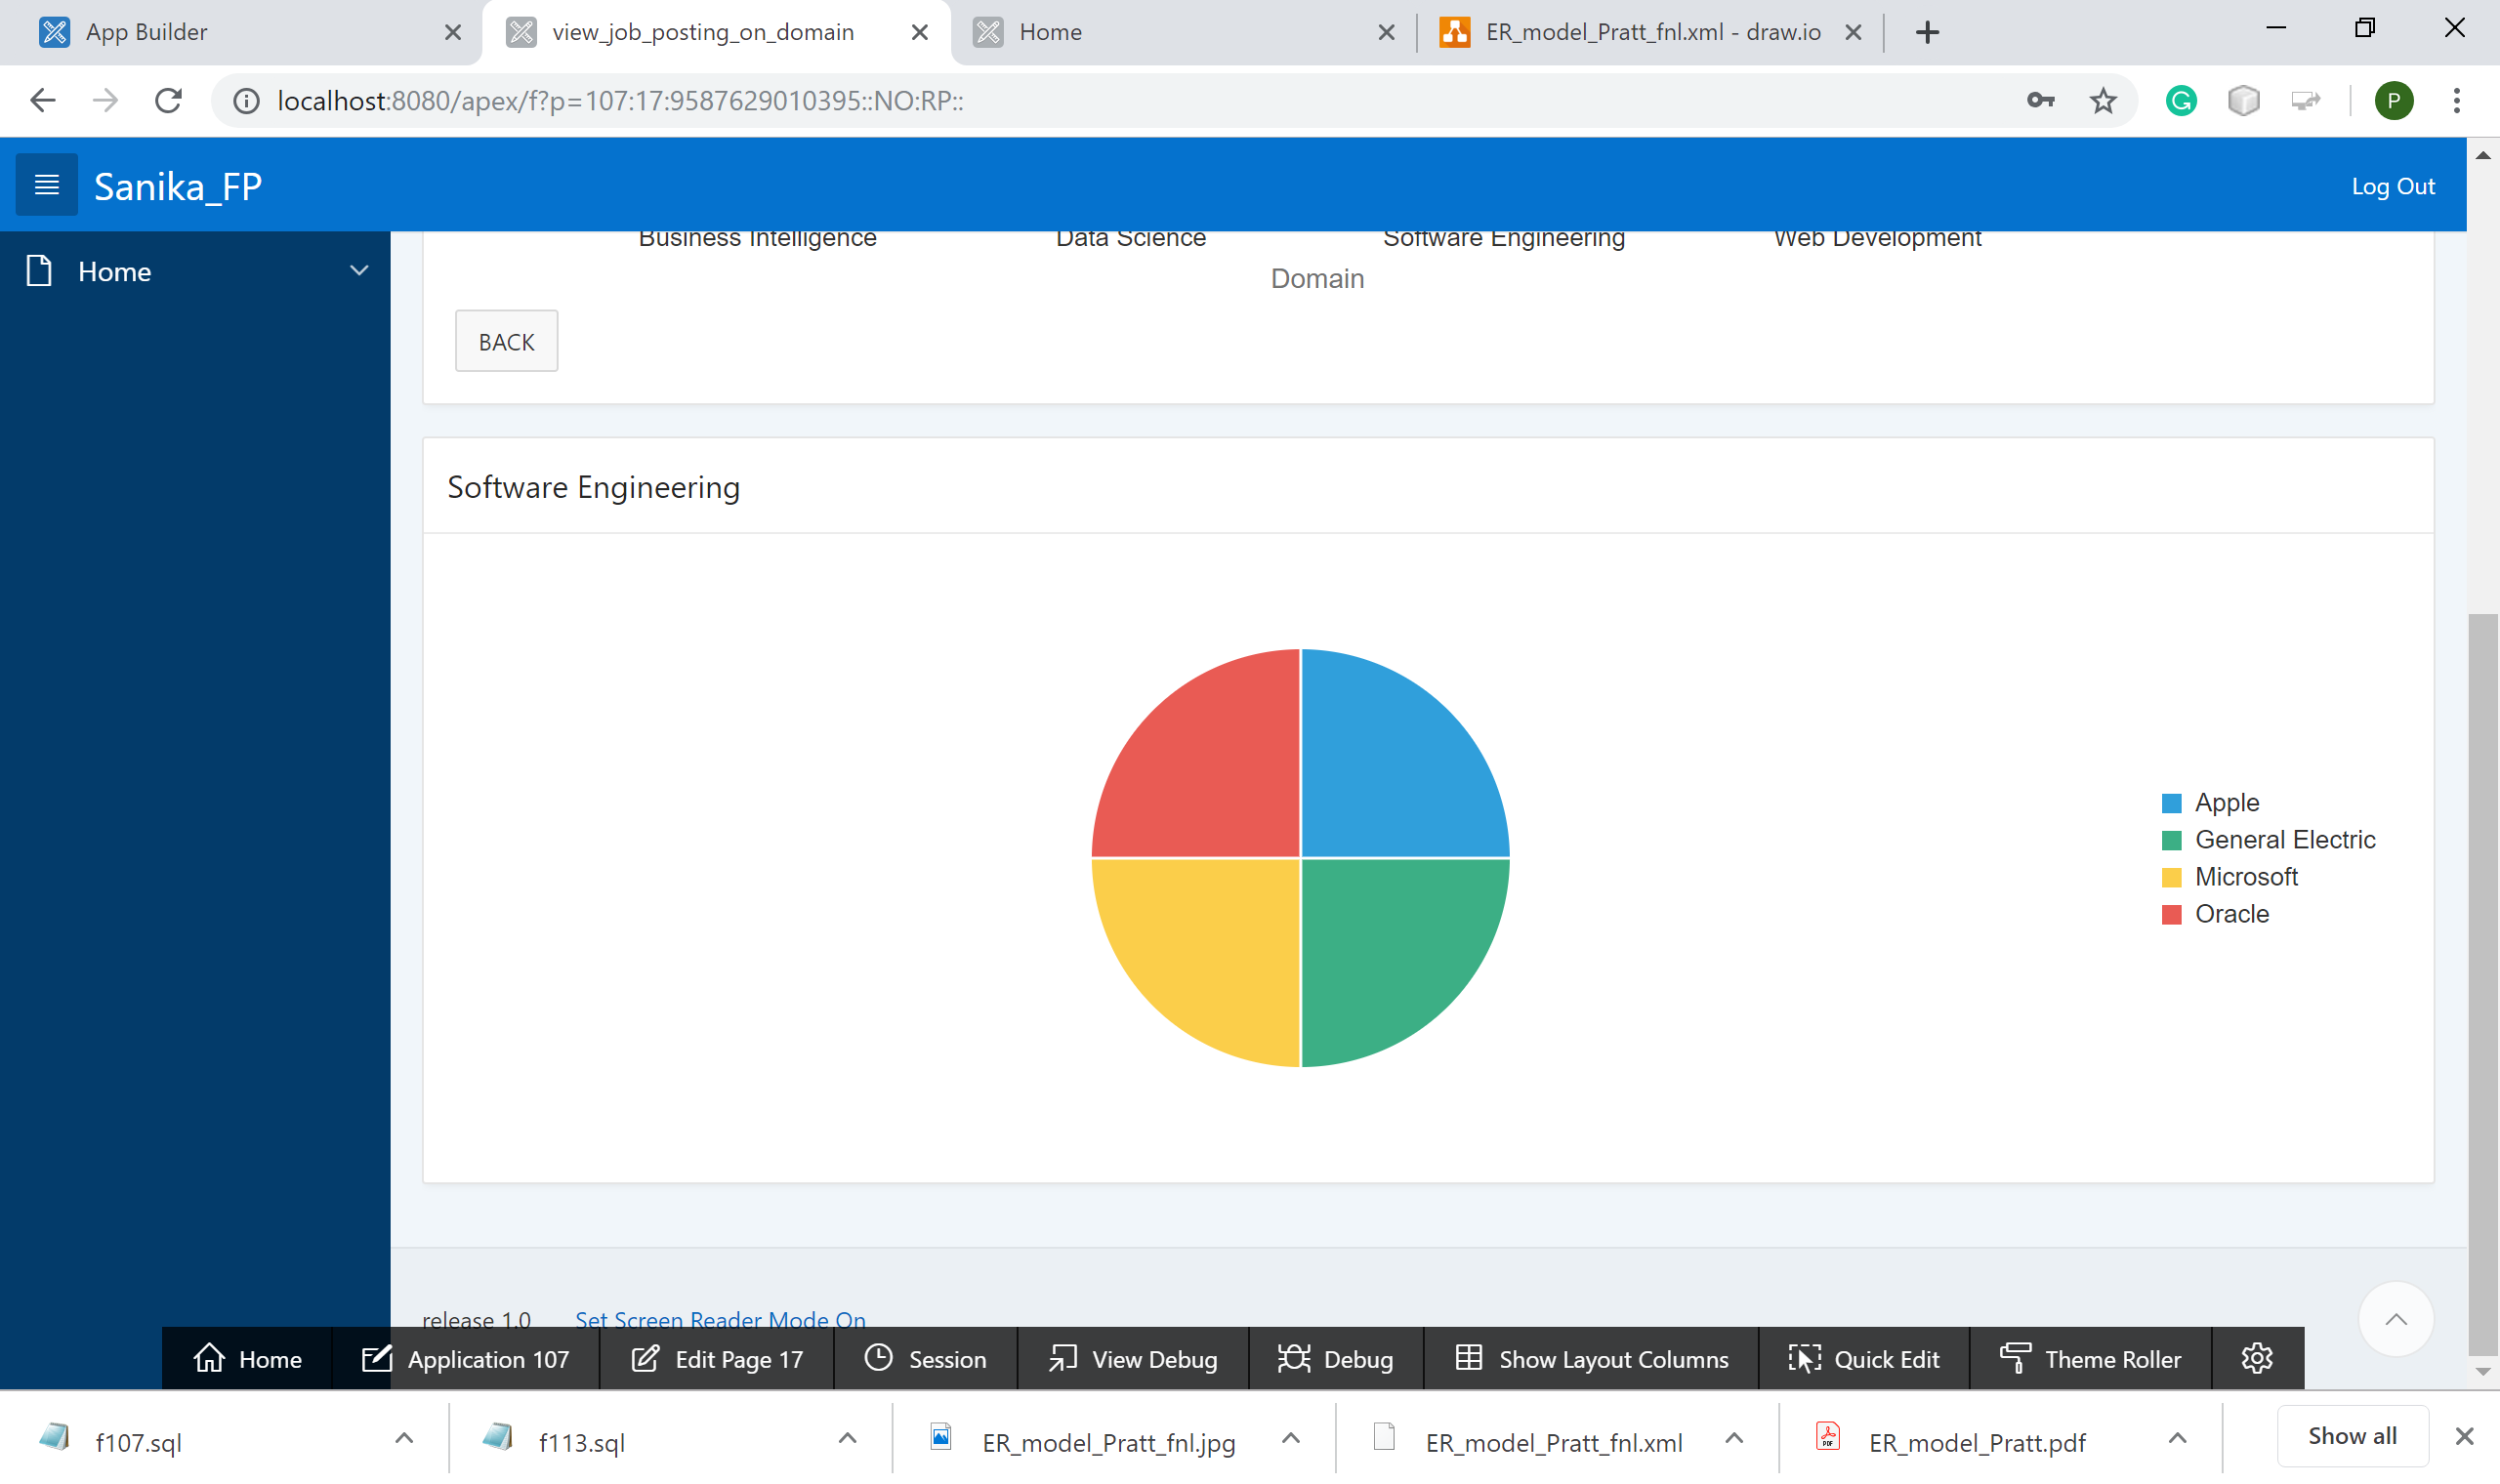 App Builder
view_job_posting_on_domain
Home
ER_model_Pratt_fnl.xml - draw.io
localhost:8080/apex/f?p=107:17:9587629010395::NO:RP::
P
Sanika_FP
Log Out
Home
Business Intelligence
Data Science
Software Engineering
Web Development
Domain
BACK
Software Engineering
Apple
General Electric
Microsoft
Oracle
release 1.0
Set Screen Reader Mode On
Home
Application 107
Edit Page 17
Session
View Debug
Debug
Show Layout Columns
Quick Edit
Theme Roller
f107.sql
f113.sql
ER_model_Pratt_fnl.jpg
ER_model_Pratt_fnl.xml
PDF
ER_model_Pratt.pdf
Show all